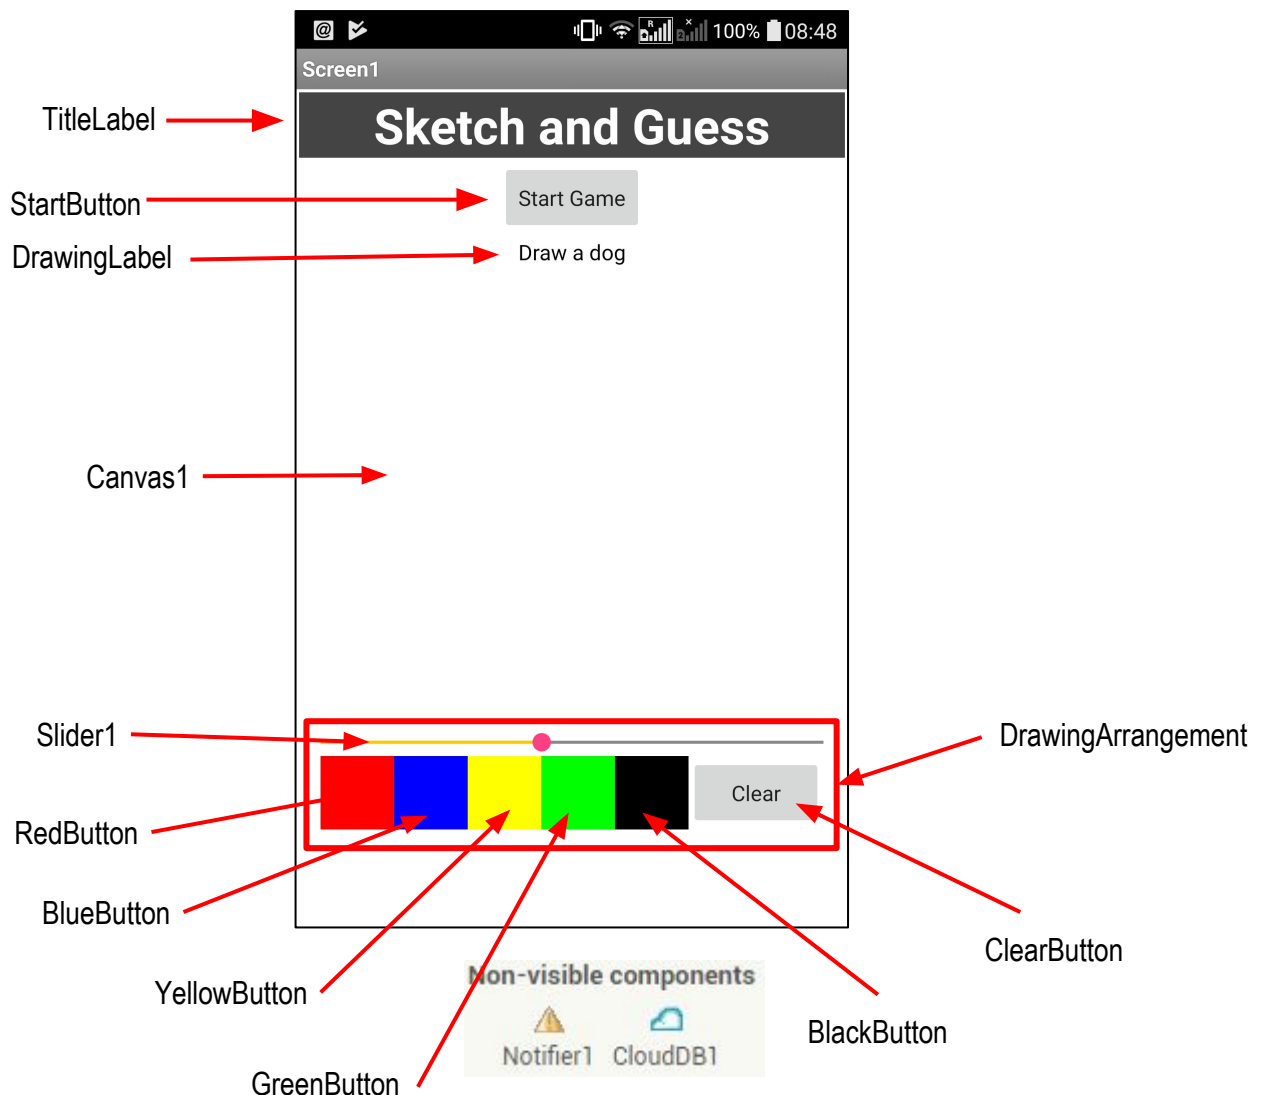 @ R × 100% 08:48
Screen1
TitleLabel
Sketch and Guess
StartButton
Start Game
DrawingLabel
Draw a dog
Canvas1
Slider1
DrawingArrangement
Clear
RedButton
BlueButton
ClearButton
YellowButton
Non-visible components
BlackButton
Notifier1 CloudDB1
GreenButton